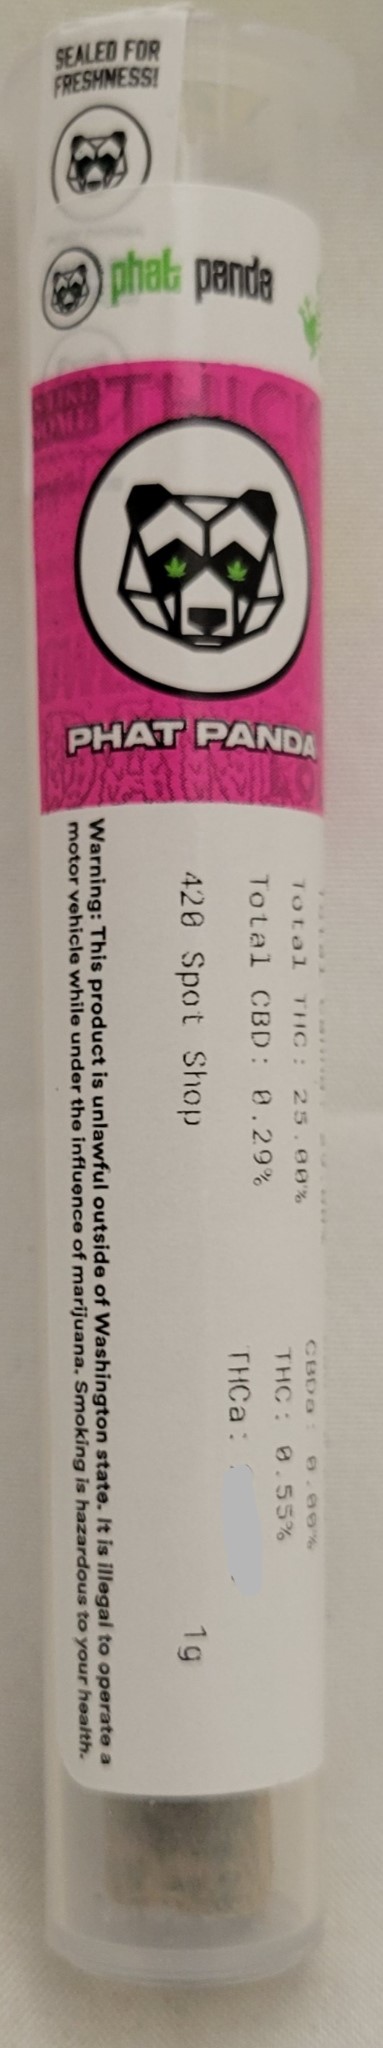 SEALED FOR
FRESHNESS!
phat panda
THICK
PHAT PANDA
Total THC: 25.00%
Total CBD: 0.29%
420 Spot Shop
CBDa: 0.00%
THC: 0.55%
THCa:
1g
Warning: This product is unlawful outside of Washington state. It is illegal to operate a
motor vehicle while under the influence of marijuana. Smoking is hazardous to your health.